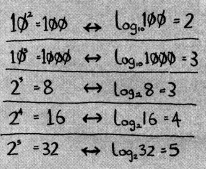 10² = 100 ↔ log₁₀100 = 2
10³ = 1000 ↔ Log₁₀1000 = 3
2³ = 8 ↔ Log₂8 = 3
2⁴ = 16 ↔ Log₂16 = 4
2⁵ = 32 ↔ Log₂32 = 5